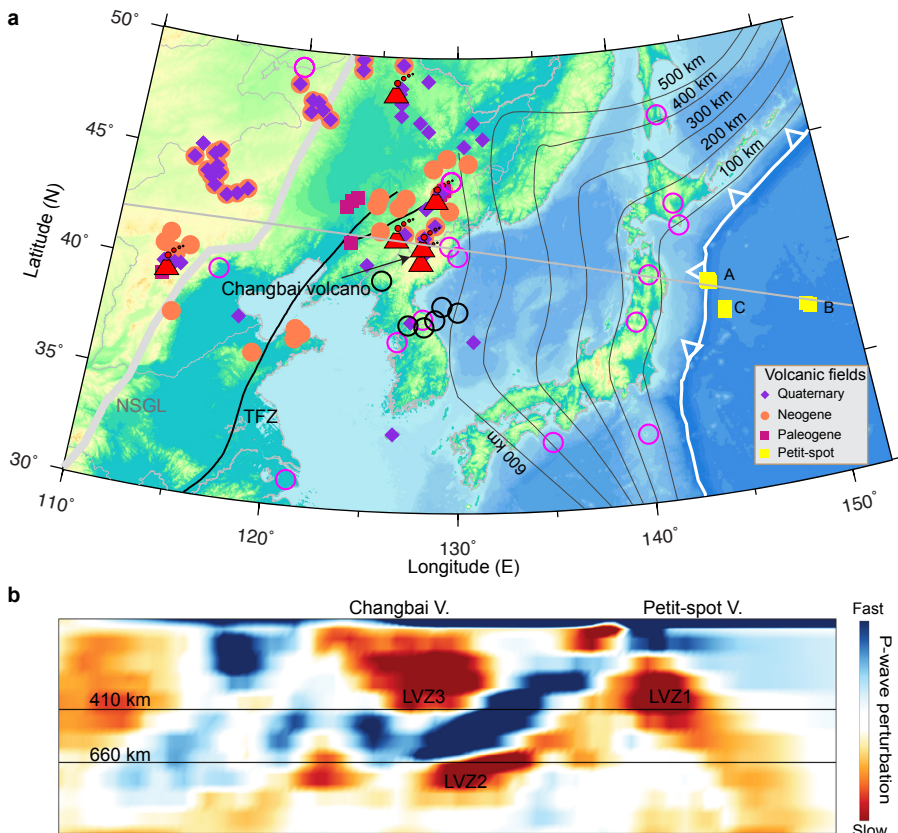 a
50˚
45˚
40˚
35˚
30˚
Latitude (N)
500 km
400 km
300 km
200 km
100 km
600 km
Changbai volcano
NSGL
TFZ
A
C
B
Volcanic fields
Quaternary
Neogene
Paleogene
Petit-spot
110˚
120˚
130˚
140˚
150˚
Longitude (E)
b
Changbai V.
Petit-spot V.
Fast
410 km
660 km
LVZ3
LVZ1
LVZ2
P-wave perturbation
Slow